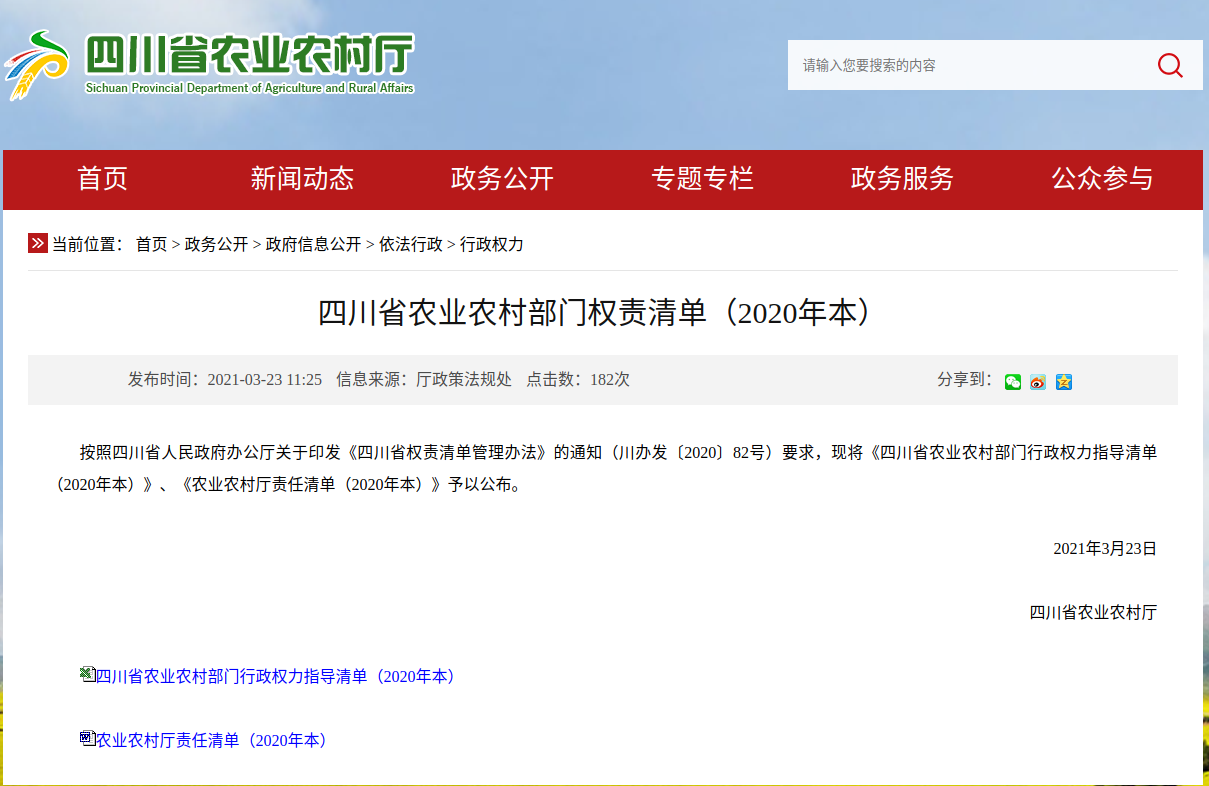 四川省农业农村厅
Sichuan Provincial Department of Agriculture and Rural Affairs
请输入您要搜索的内容
首页 新闻动态 政务公开 专题专栏 政务服务 公众参与
当前位置： 首页 > 政务公开 > 政府信息公开 > 依法行政 > 行政权力
四川省农业农村部门权责清单（2020年本）
发布时间：2021-03-23 11:25 信息来源：厅政策法规处 点击数：182次 分享到：
按照四川省人民政府办公厅关于印发《四川省权责清单管理办法》的通知（川办发〔2020〕82号）要求，现将《四川省农业农村部门行政权力指导清单
（2020年本）》、《农业农村厅责任清单（2020年本）》予以公布。
2021年3月23日
四川省农业农村厅
四川省农业农村部门行政权力指导清单（2020年本）
农业农村厅责任清单（2020年本）